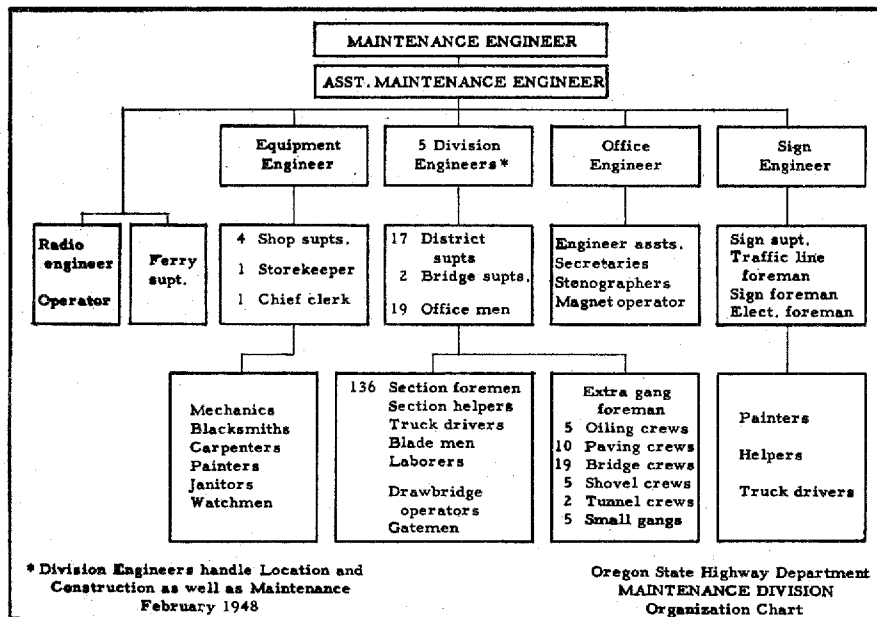 MAINTENANCE ENGINEER
ASST. MAINTENANCE ENGINEER
Equipment
Engineer
5 Division
Engineers*
Office
Engineer
Sign
Engineer
Radio
engineer
Operator
Ferry
supt.
4 Shop supts.
1 Storekeeper
1 Chief clerk
17 District
supts
2 Bridge supts.
19 Office men
Engineer assts.
Secretaries
Stenographers
Magnet operator
Sign supt.
Traffic line
foreman
Sign foreman
Elect. foreman
Mechanics
Blacksmiths
Carpenters
Painters
Janitors
Watchmen
136 Section foremen
Section helpers
Truck drivers
Blade men
Laborers
Drawbridge
operators
Gatemen
Extra gang
foreman
5 Oiling crews
10 Paving crews
19 Bridge crews
5 Shovel crews
2 Tunnel crews
5 Small gangs
Painters
Helpers
Truck drivers
* Division Engineers handle Location and
Construction as well as Maintenance
February 1948
Oregon State Highway Department
MAINTENANCE DIVISION
Organization Chart